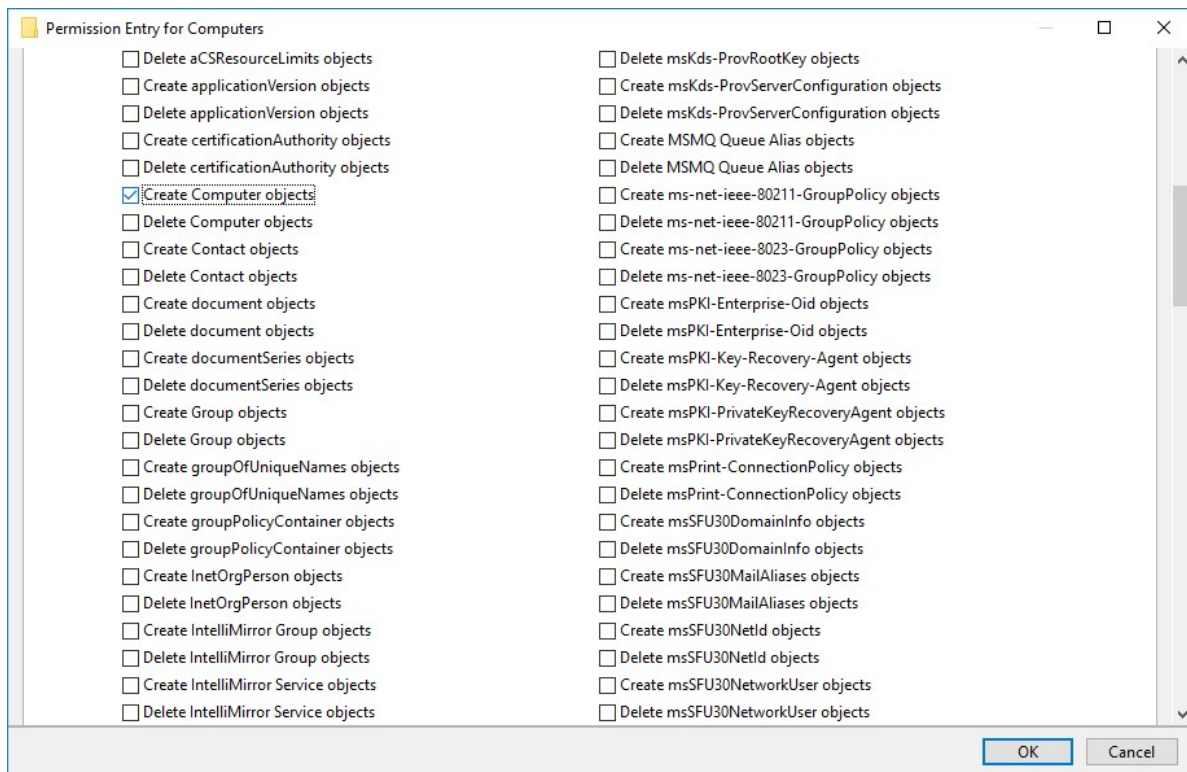 Permission Entry for Computers
Delete aCSResourceLimits objects
Create applicationVersion objects
Delete applicationVersion objects
Create certificationAuthority objects
Delete certificationAuthority objects
Create Computer objects
Delete Computer objects
Create Contact objects
Delete Contact objects
Create document objects
Delete document objects
Create documentSeries objects
Delete documentSeries objects
Create Group objects
Delete Group objects
Create groupOfUniqueNames objects
Delete groupOfUniqueNames objects
Create groupPolicyContainer objects
Delete groupPolicyContainer objects
Create InetOrgPerson objects
Delete InetOrgPerson objects
Create IntelliMirror Group objects
Delete IntelliMirror Group objects
Create IntelliMirror Service objects
Delete IntelliMirror Service objects
Delete msKds-ProvRootKey objects
Create msKds-ProvServerConfiguration objects
Delete msKds-ProvServerConfiguration objects
Create MSMQ Queue Alias objects
Delete MSMQ Queue Alias objects
Create ms-net-ieee-80211-GroupPolicy objects
Delete ms-net-ieee-80211-GroupPolicy objects
Create ms-net-ieee-8023-GroupPolicy objects
Delete ms-net-ieee-8023-GroupPolicy objects
Create msPKI-Enterprise-Oid objects
Delete msPKI-Enterprise-Oid objects
Create msPKI-Key-Recovery-Agent objects
Delete msPKI-Key-Recovery-Agent objects
Create msPKI-PrivateKeyRecoveryAgent objects
Delete msPKI-PrivateKeyRecoveryAgent objects
Create msPrint-ConnectionPolicy objects
Delete msPrint-ConnectionPolicy objects
Create msSFU30DomainInfo objects
Delete msSFU30DomainInfo objects
Create msSFU30MailAliases objects
Delete msSFU30MailAliases objects
Create msSFU30NetId objects
Delete msSFU30NetId objects
Create msSFU30NetworkUser objects
Delete msSFU30NetworkUser objects
OK
Cancel